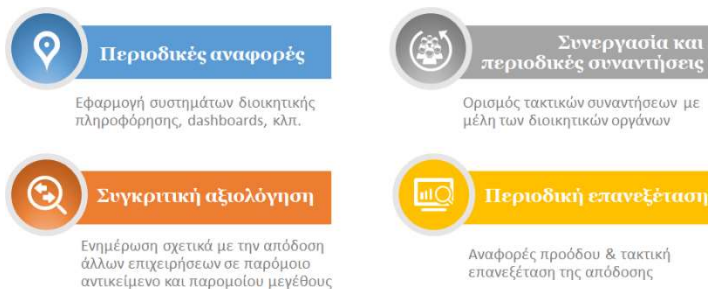 Περιοδικές αναφορές
Εφαρμογή συστημάτων διοικητικής
πληροφόρησης, dashboards, κλπ.
Συνεργασία και
περιοδικές συναντήσεις
Ορισμός τακτικών συναντήσεων με
μέλη των διοικητικών οργάνων
Συγκριτική αξιολόγηση
Ενημέρωση σχετικά με την απόδοση
άλλων επιχειρήσεων σε παρόμοιο
αντικείμενο και παρομοίου μεγέθους
Περιοδική επανεξέταση
Αναφορές προόδου & τακτική
επανεξέταση της απόδοσης